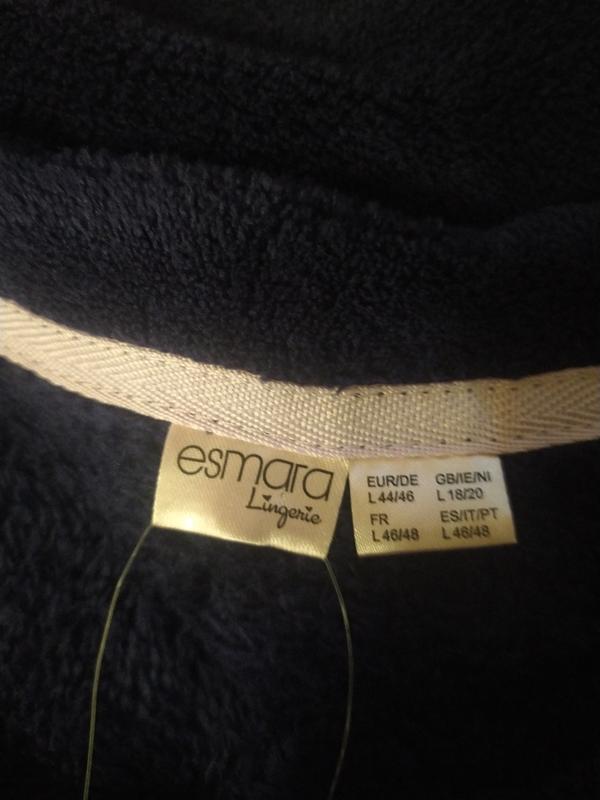 esmara
Lingerie
EUR/DE GB/IE/NI
L 44/46 L 18/20
FR ES/IT/PT
L 46/48 L 46/48